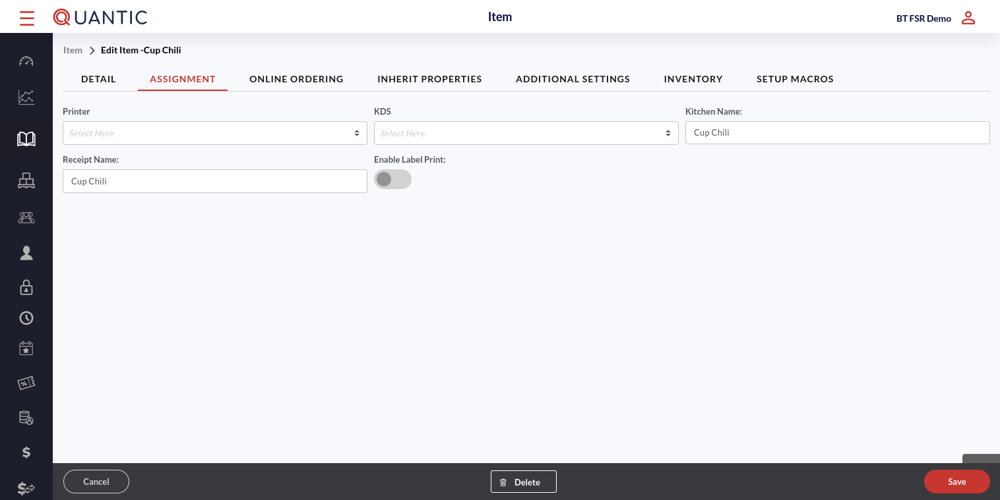 QUANTIC
Item
BT FSR Demo
Item
Edit Item -Cup Chili
DETAIL
ASSIGNMENT
ONLINE ORDERING
INHERIT PROPERTIES
ADDITIONAL SETTINGS
INVENTORY
SETUP MACROS
Printer
KDS
Kitchen Name:
Select Here
Select Here
Cup Chili
Receipt Name:
Enable Label Print:
Cup Chili
Cancel
Delete
Save